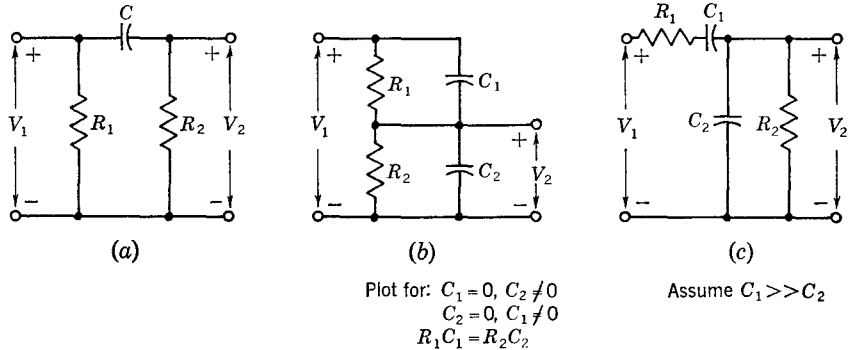 C
+
+
V1
R1
R2
V2
−
−
(a)
+
V1
R1
C1
+
R2
C2
V2
−
−
(b)
Plot for: C1 = 0, C2 ≠ 0
C2 = 0, C1 ≠ 0
R1C1 = R2C2
R1
C1
+
+
V1
C2
R2
V2
−
−
(c)
Assume C1 >> C2